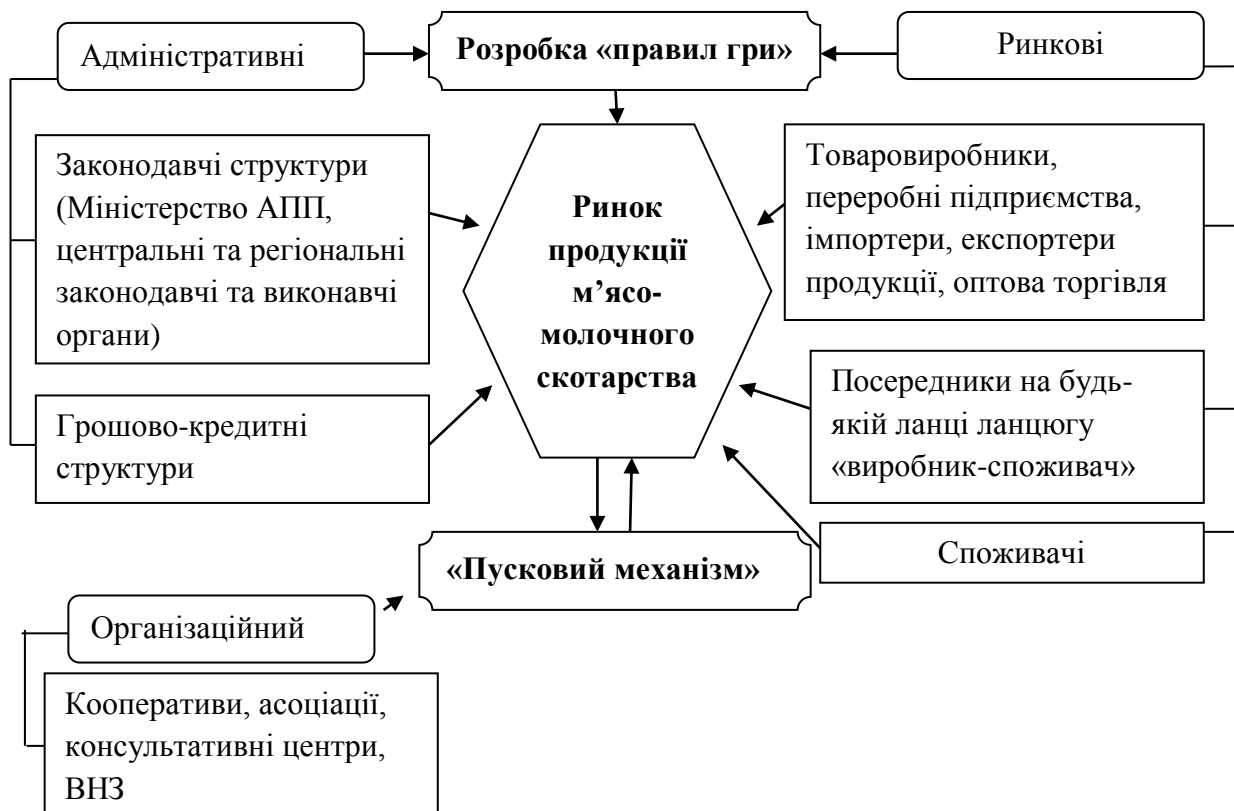 Адміністративні
Розробка «правил гри»
Ринкові
Законодавчі структури
(Міністерство АПП,
центральні та регіональні
законодавчі та виконавчі
органи)
Грошово-кредитні
структури
Ринок
продукції
м’ясо-
молочного
скотарства
Товаровиробники,
переробні підприємства,
імпортери, експортери
продукції, оптова торгівля
Посередники на будь-
якій ланці ланцюгу
«виробник-споживач»
Споживачі
«Пусковий механізм»
Організаційний
Кооперативи, асоціації,
консультативні центри,
ВНЗ